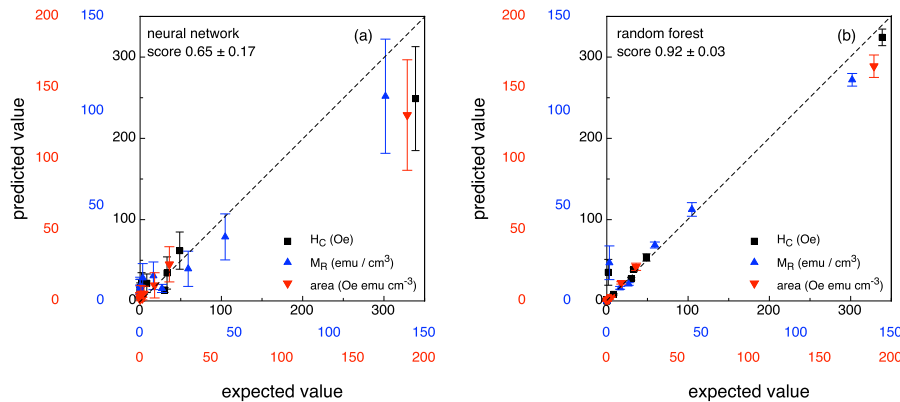 neural network
score 0.65 ± 0.17
(a)
200
150
100
50
0
150
100
50
0
300
200
100
0
predicted value
H_C (Oe)
M_R (emu / cm³)
area (Oe emu cm⁻³)
0 100 200 300
0 50 100 150
0 50 100 150 200
expected value
random forest
score 0.92 ± 0.03
(b)
200
150
100
50
0
150
100
50
0
300
200
100
0
predicted value
H_C (Oe)
M_R (emu / cm³)
area (Oe emu cm⁻³)
0 100 200 300
0 50 100 150
0 50 100 150 200
expected value